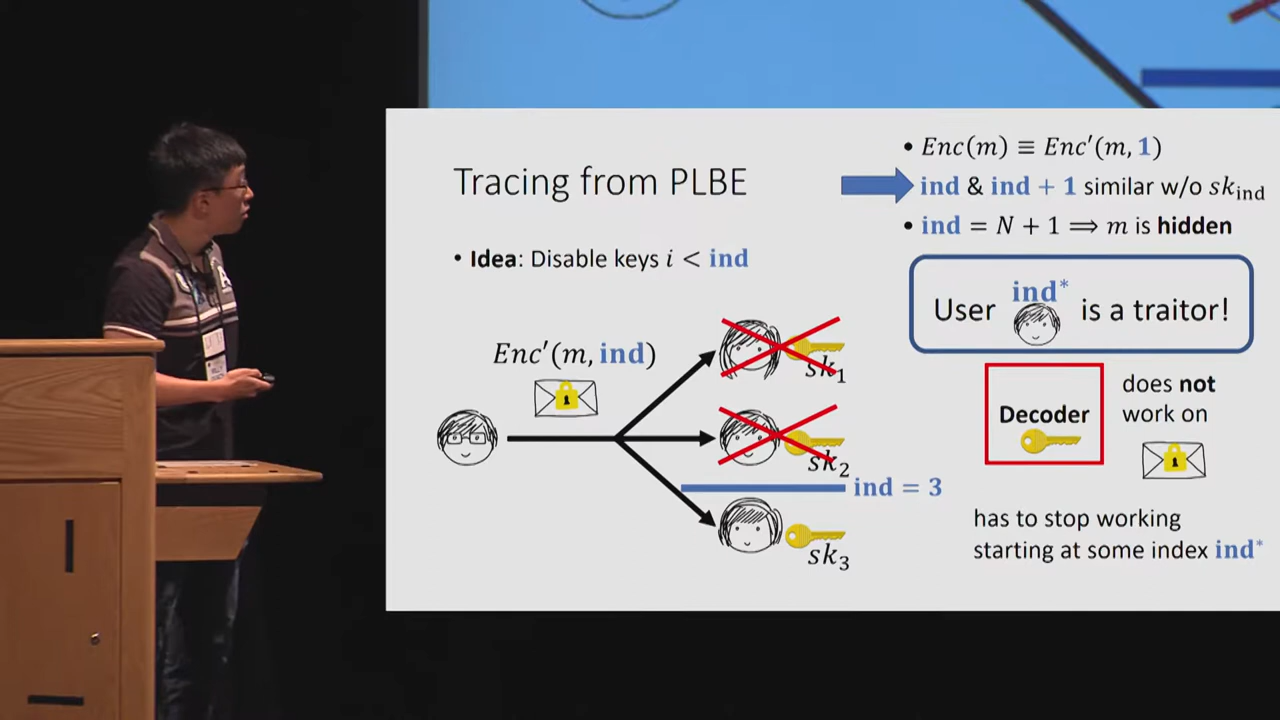 Tracing from PLBE
• Idea: Disable keys i < ind
Enc′(m, ind)
sk₁
sk₂
ind = 3
sk₃
• Enc(m) ≡ Enc′(m, 1)
ind & ind + 1 similar w/o sk_ind
• ind = N + 1 ⟹ m is hidden
ind*
User is a traitor!
Decoder
does not
work on
has to stop working
starting at some index ind*